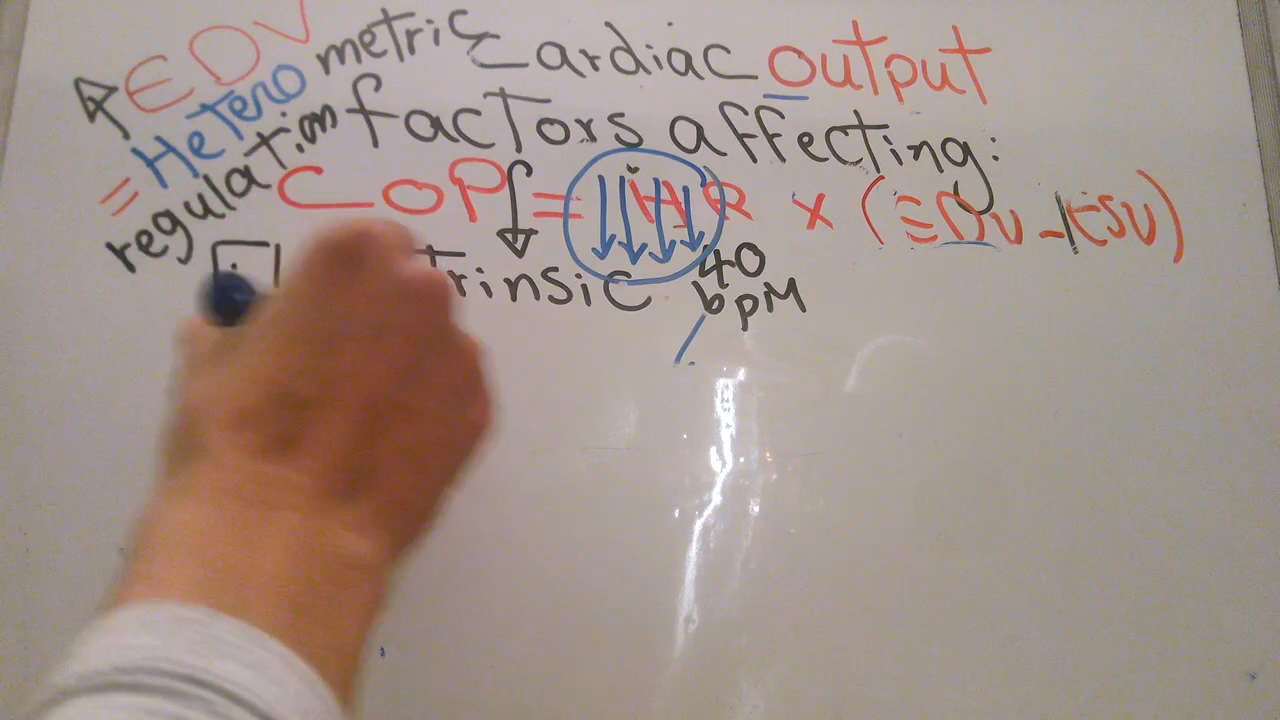 EDV
= Hetero metric
regulation
Cardiac output
factors affecting:
COP = HR x (EDV - ESV)
trinsic
40
bpM